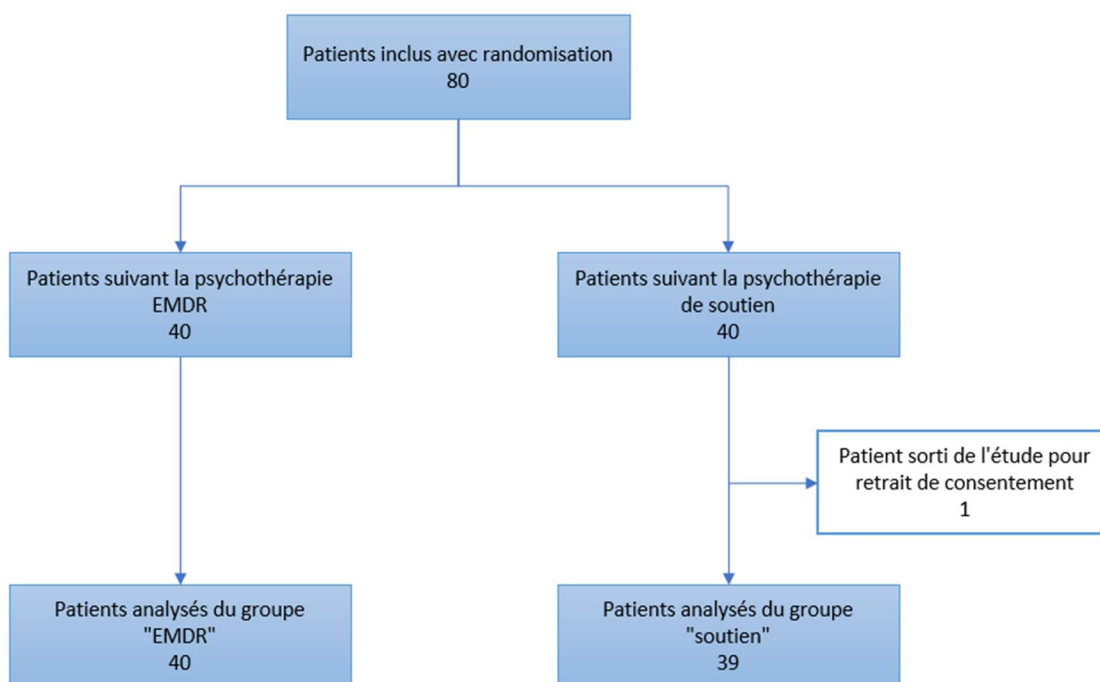 Patients inclus avec randomisation
80
Patients suivant la psychothérapie
EMDR
40
Patients suivant la psychothérapie
de soutien
40
Patient sorti de l'étude pour
retrait de consentement
1
Patients analysés du groupe
"EMDR"
40
Patients analysés du groupe
"soutien"
39